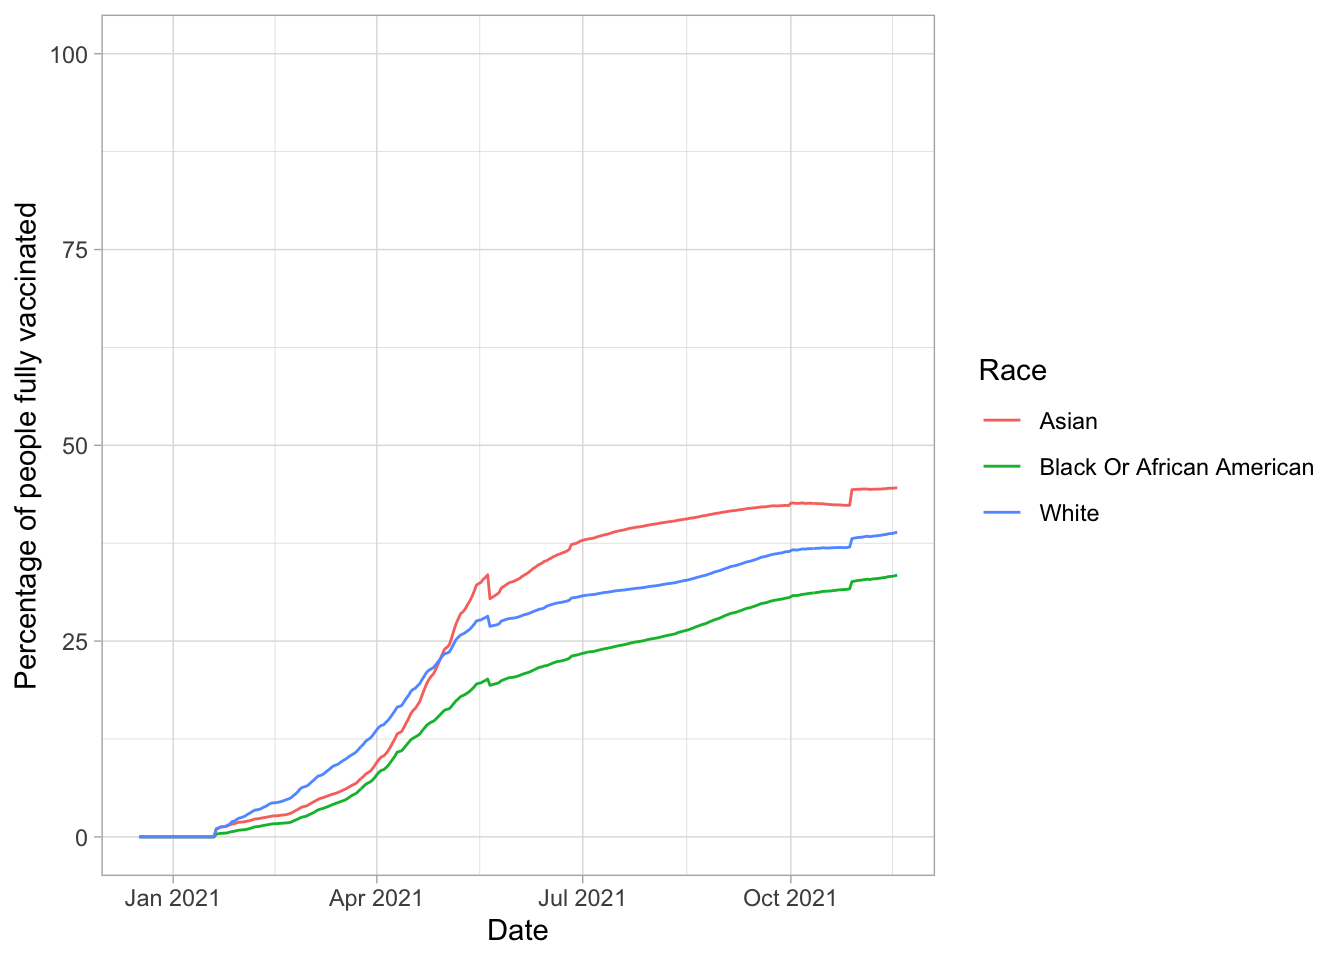 100
75
50
25
0
Percentage of people fully vaccinated
Jan 2021
Apr 2021
Jul 2021
Oct 2021
Date
Race
Asian
Black Or African American
White